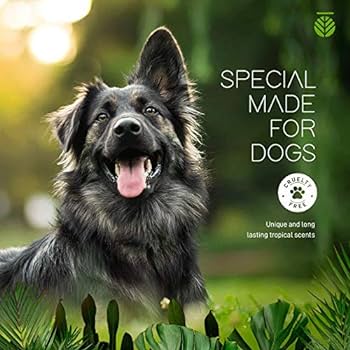 SPECIAL
MADE
FOR
DOGS
CRUELTY
FREE
Unique and long
lasting tropical scents